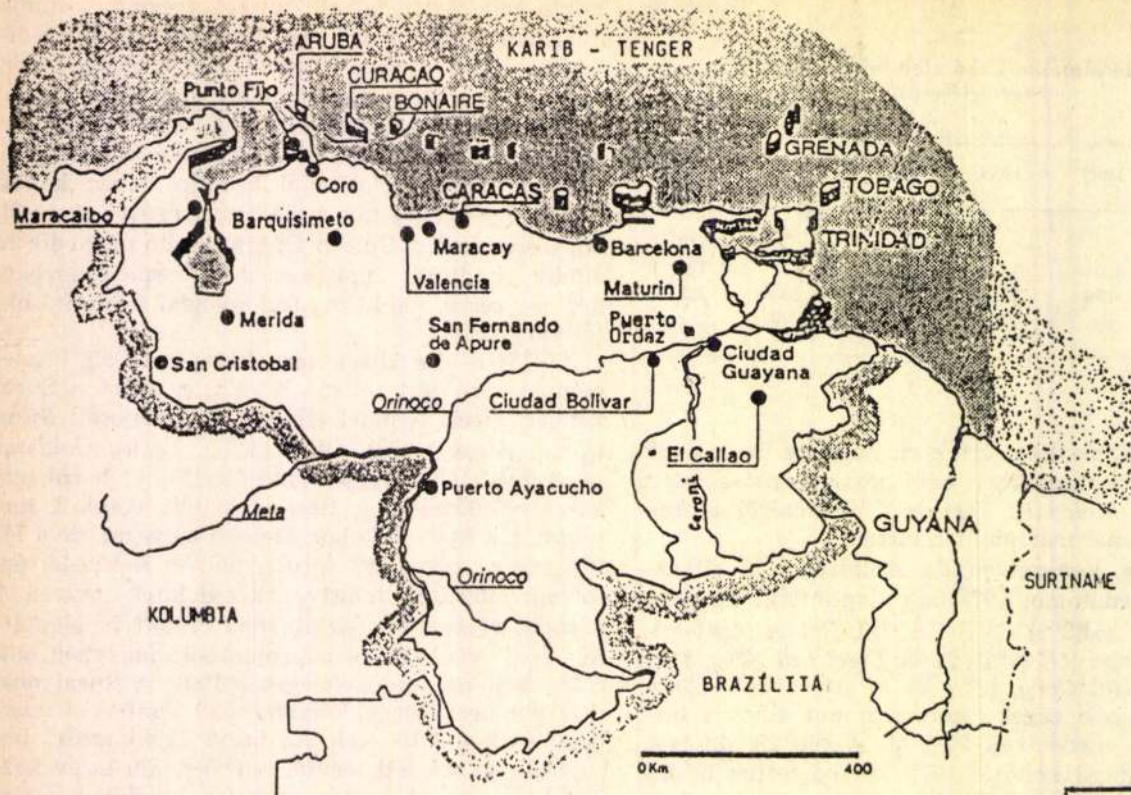 KARIB - TENGER
ARUBA
CURAÇAO
BONAIRE
Punto Fijo
GRENADA
Coro
TOBAGO
CARACAS
Maracaibo
Barquisimeto
TRINIDAD
Maracay
Barcelona
Valencia
Maturin
Merida
San Fernando
de Apure
Puerto
Ordaz
San Cristobal
Ciudad
Guayana
Orinoco
Ciudad Bolivar
El Callao
Puerto Ayacucho
Meta
Caroni
GUYANA
Orinoco
SURINAME
KOLUMBIA
BRAZÍLIIA
0 Km
400